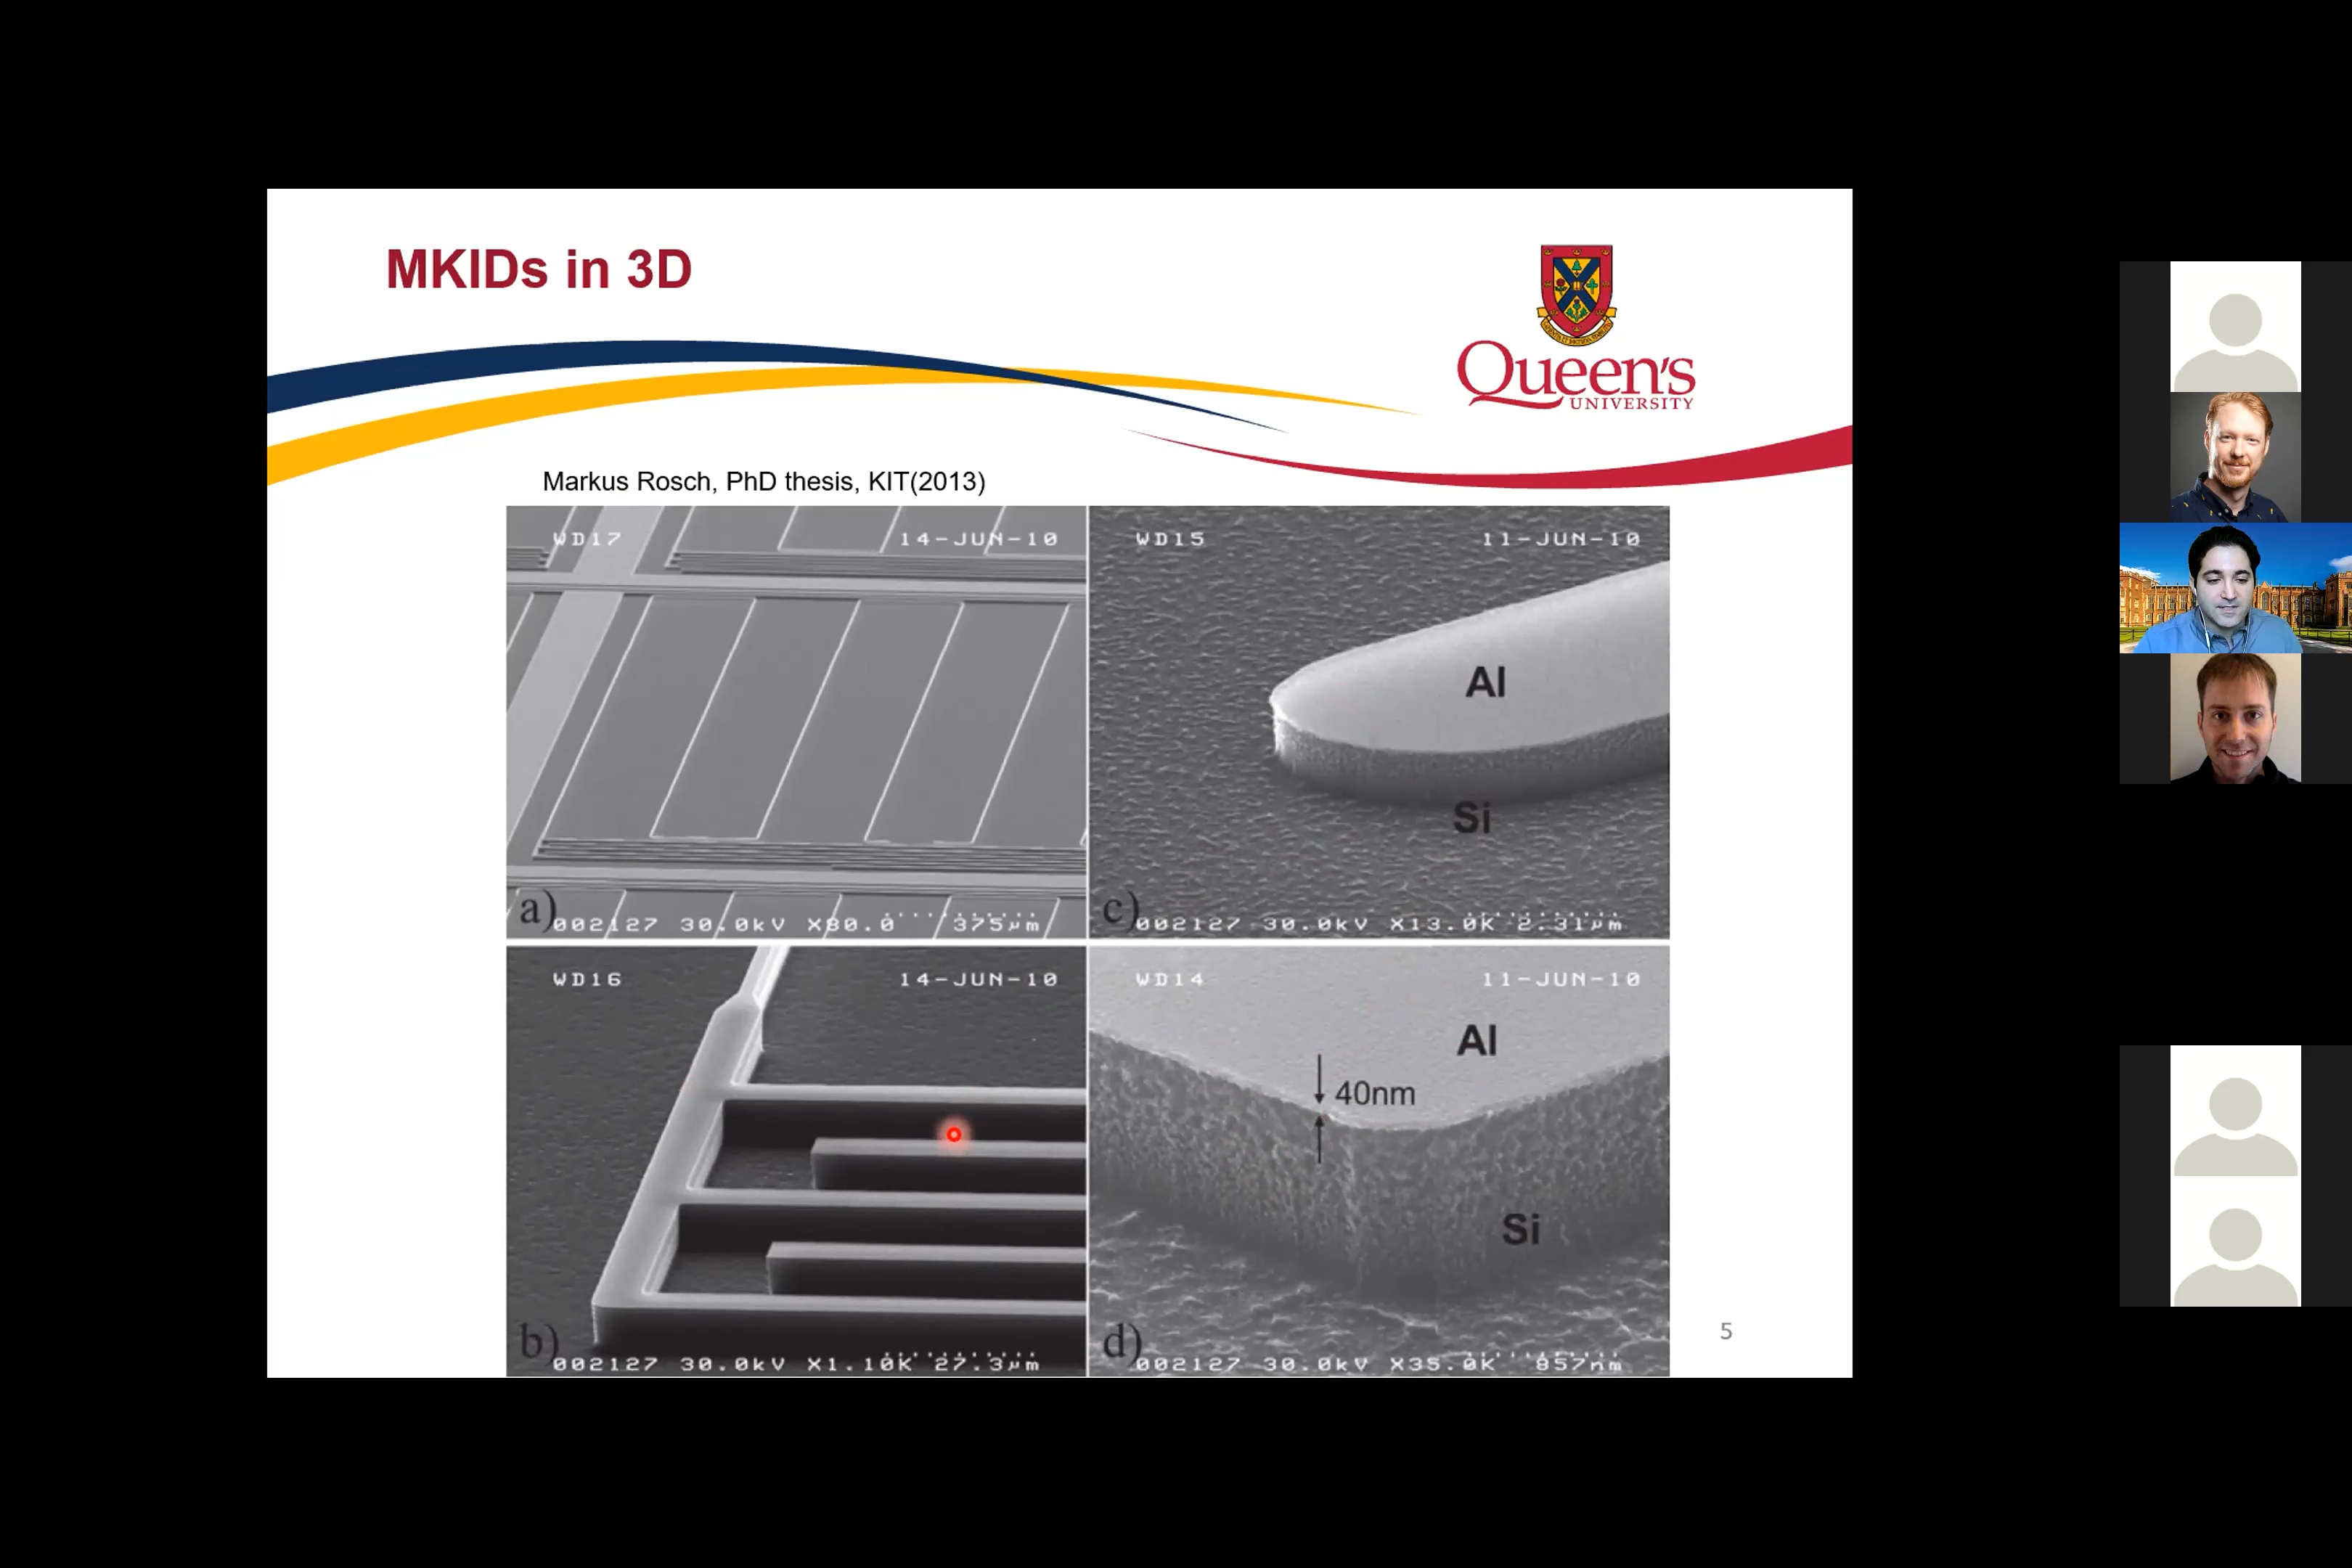 MKIDs in 3D
Queen's
UNIVERSITY
Markus Rosch, PhD thesis, KIT(2013)
WD17 14-JUN-10
a) 002127 30.0kV X80.0 375µm
WD15 11-JUN-10
Al
Si
c) 002127 30.0kV X13.0K 2.31µm
WD16 14-JUN-10
b) 002127 30.0kV X1.10K 27.3µm
WD14 11-JUN-10
Al
40nm
Si
d) 002127 30.0kV X35.0K 857nm
5